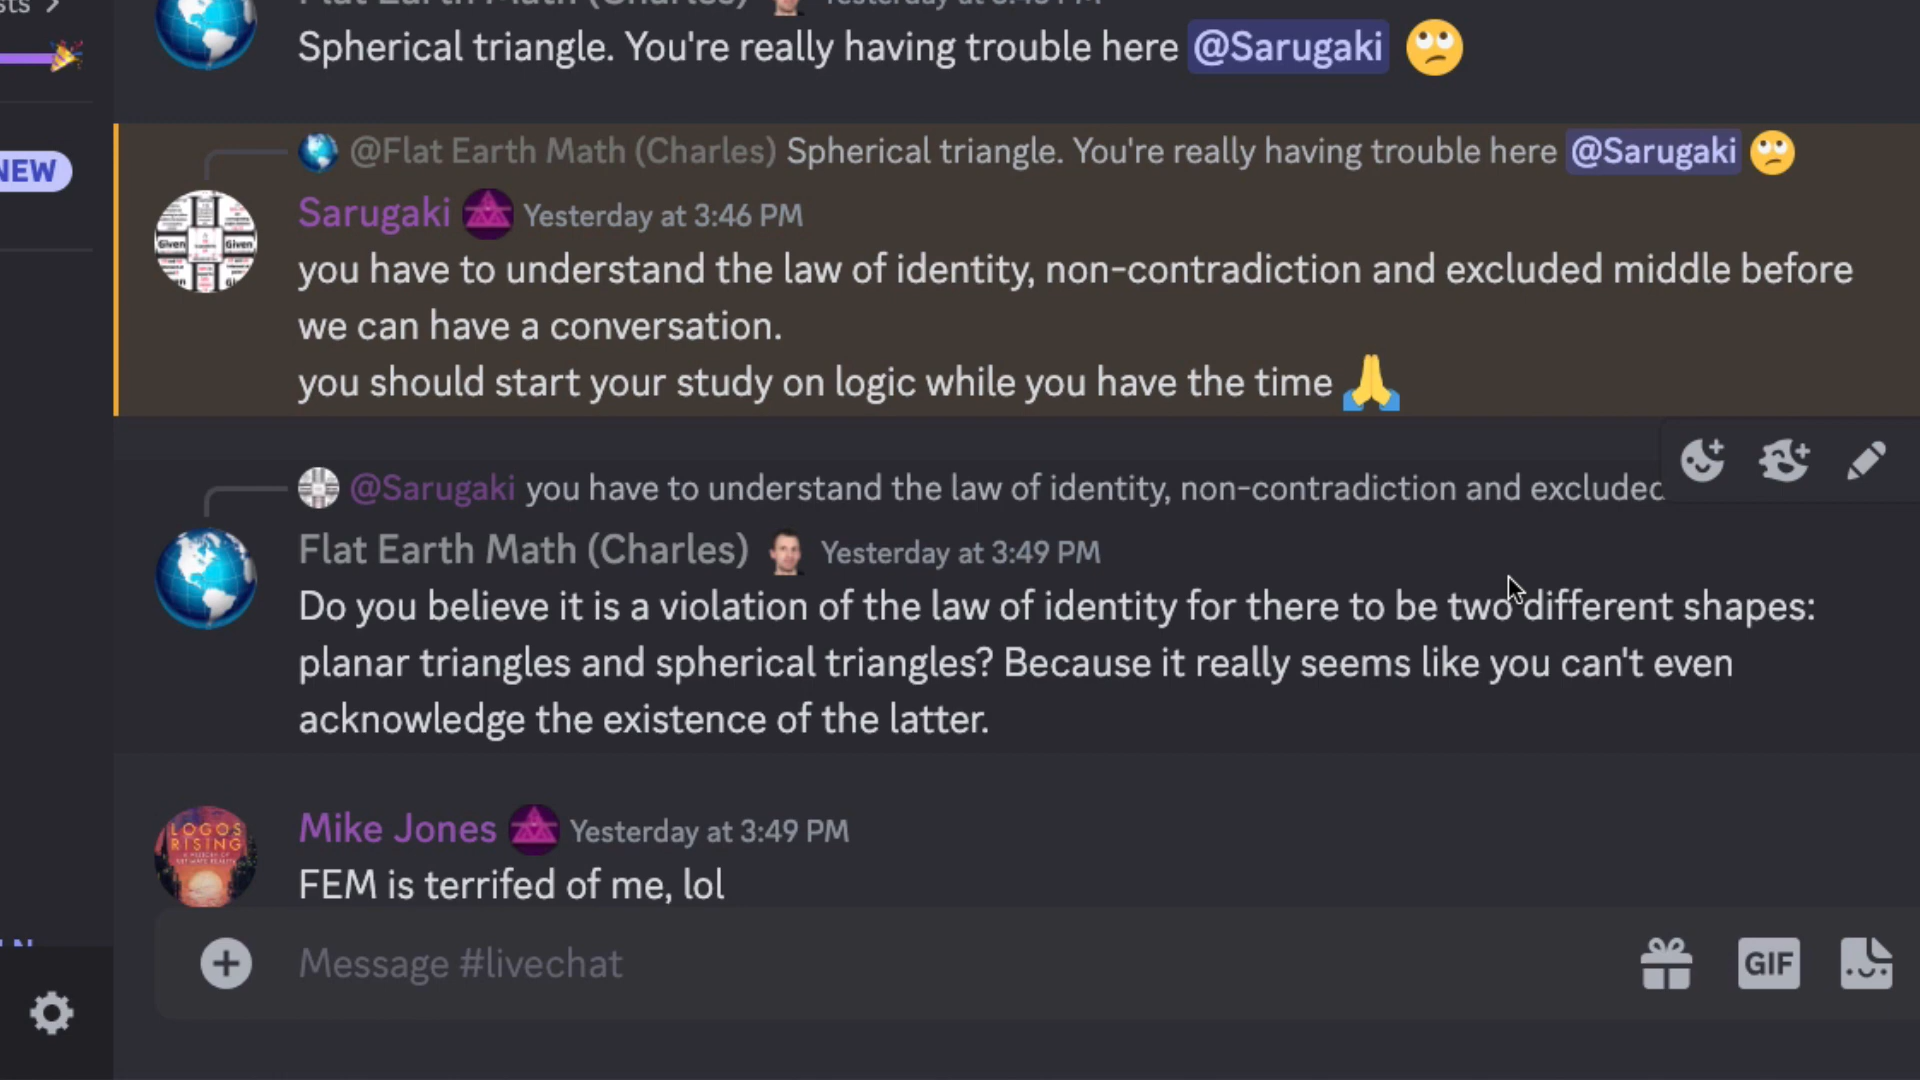 Spherical triangle. You're really having trouble here @Sarugaki
NEW
@Flat Earth Math (Charles) Spherical triangle. You're really having trouble here @Sarugaki
Sarugaki Yesterday at 3:46 PM
you have to understand the law of identity, non-contradiction and excluded middle before
we can have a conversation.
you should start your study on logic while you have the time
Given Given
@Sarugaki you have to understand the law of identity, non-contradiction and excluded
Flat Earth Math (Charles) Yesterday at 3:49 PM
Do you believe it is a violation of the law of identity for there to be two different shapes:
planar triangles and spherical triangles? Because it really seems like you can't even
acknowledge the existence of the latter.
Mike Jones Yesterday at 3:49 PM
LOGOS
RISING
FEM is terrifed of me, lol
Message #livechat
GIF